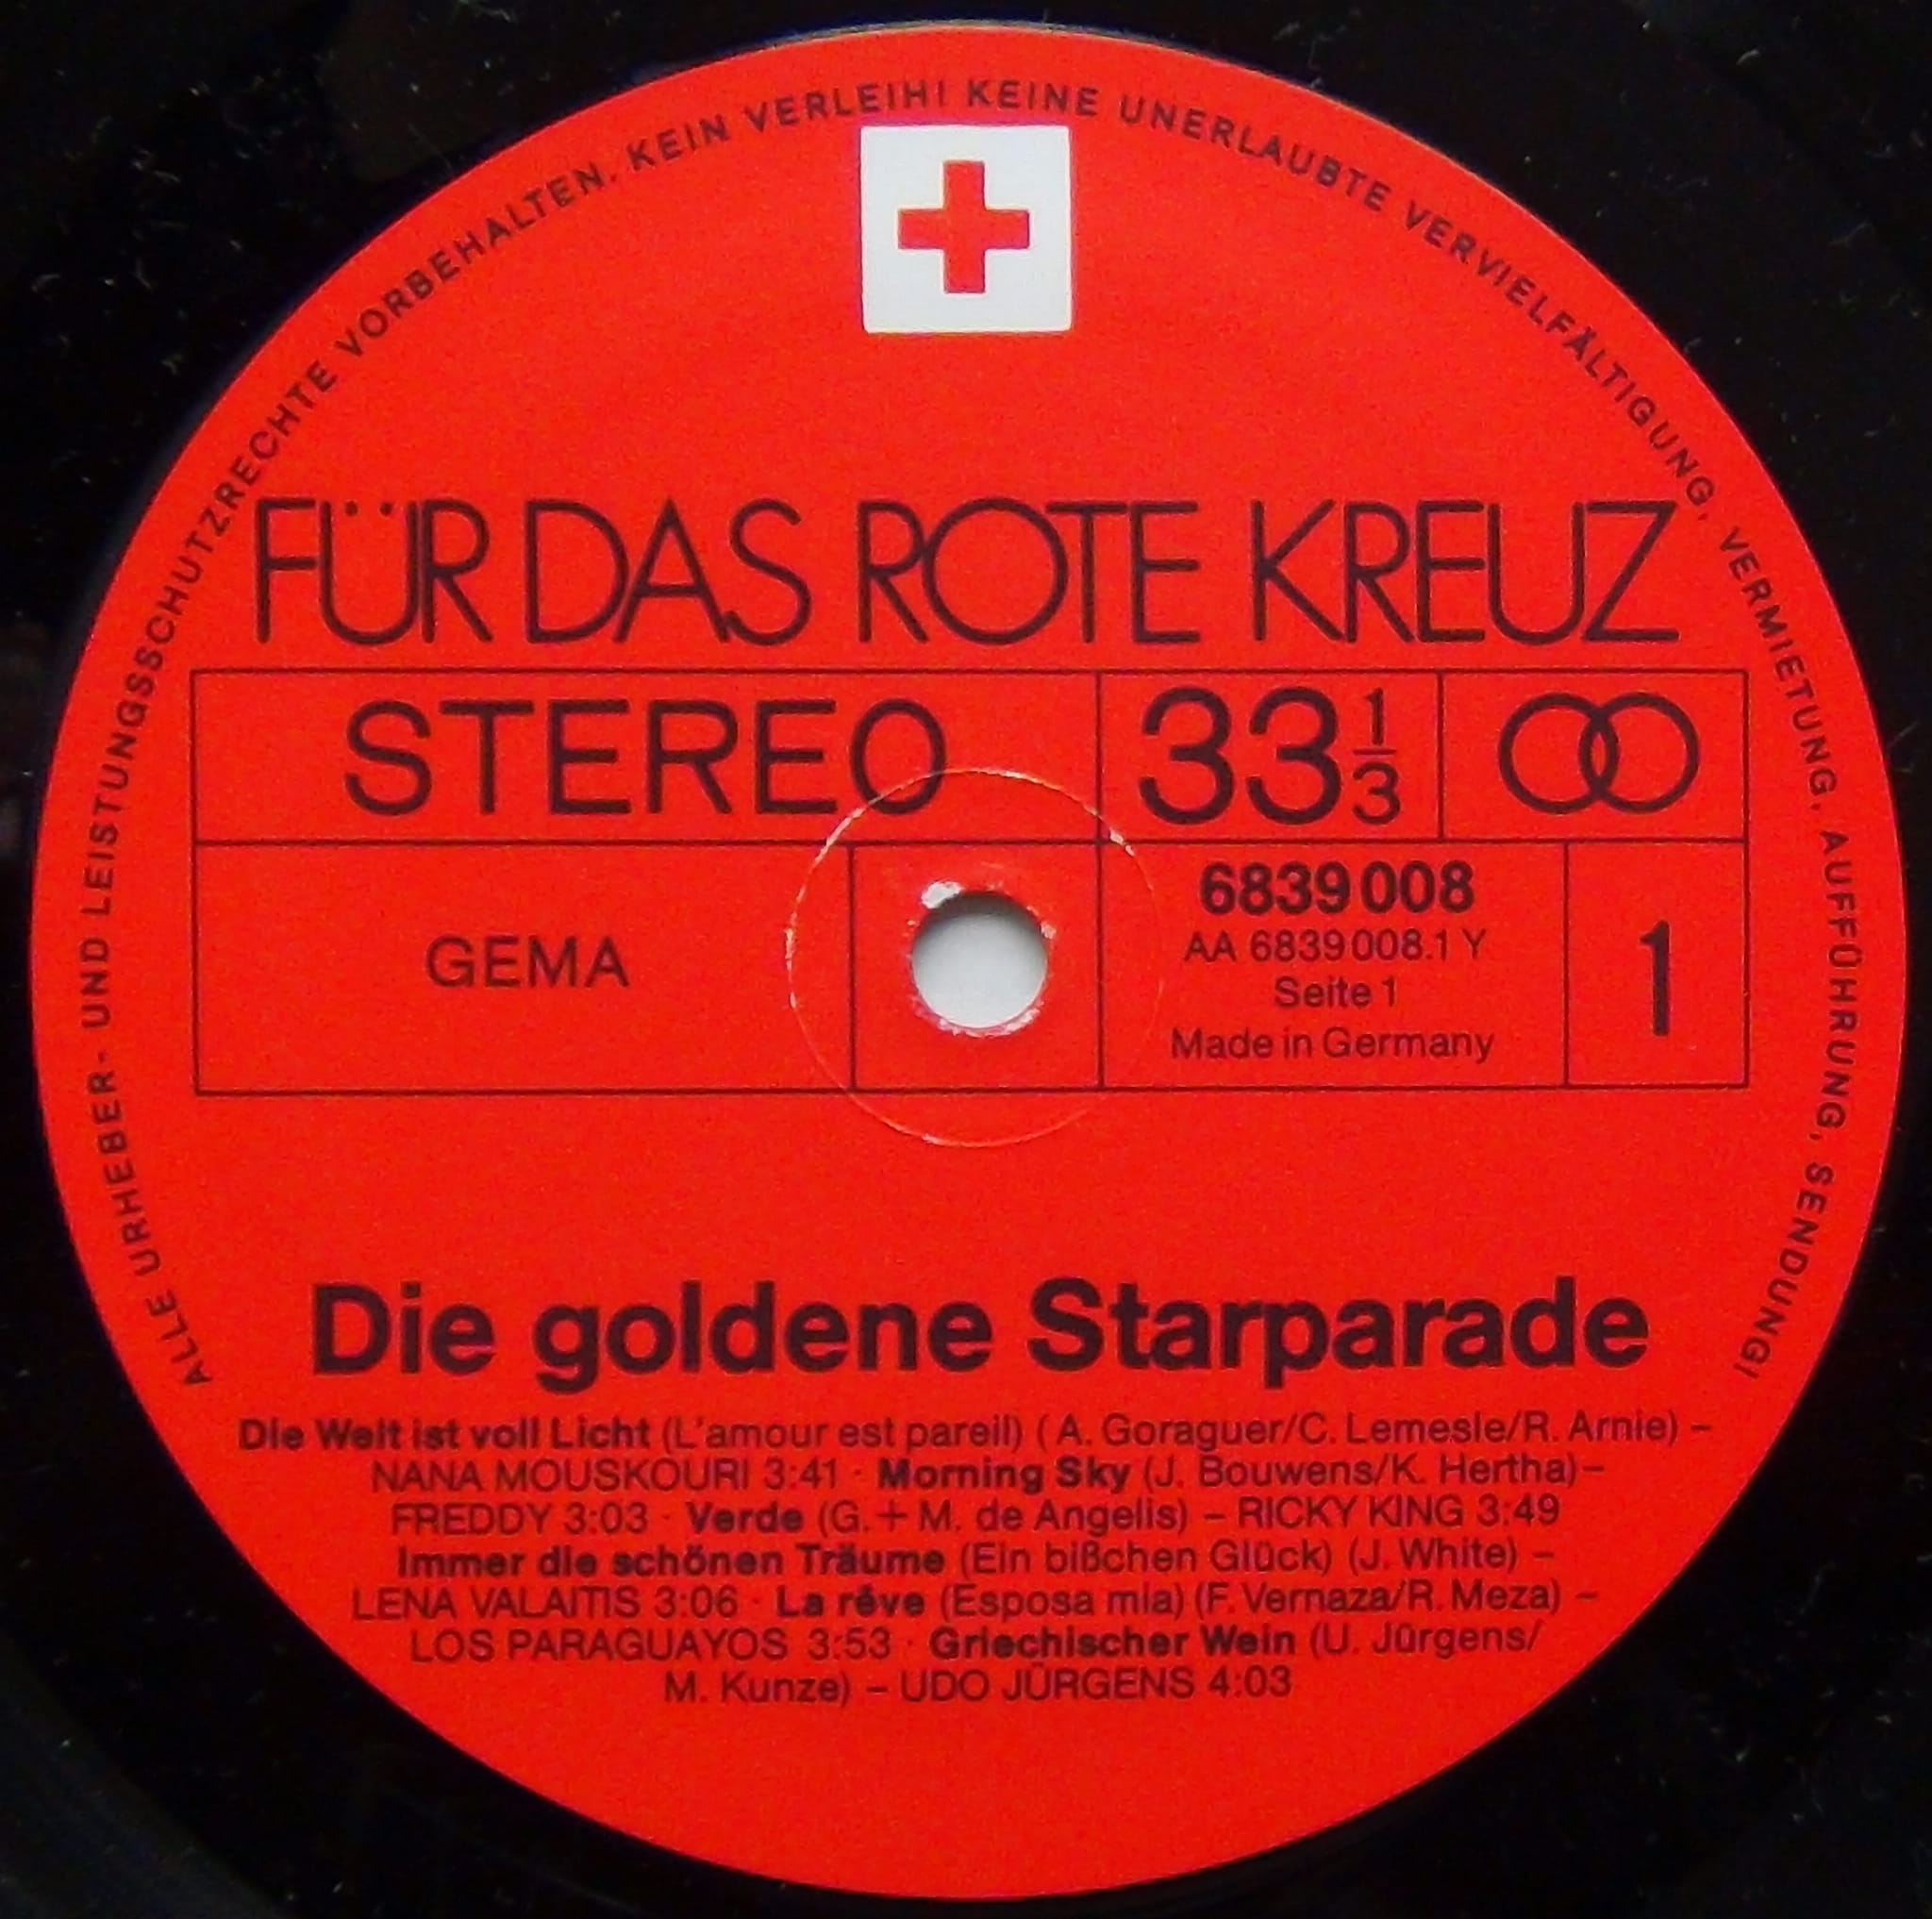 ALLE URHEBER- UND LEISTUNGSSCHUTZRECHTE VORBEHALTEN. KEIN VERLEIH! KEINE UNERLAUBTE VERVIELFÄLTIGUNG, VERMIETUNG, AUFFÜHRUNG, SENDUNG!
FÜR DAS ROTE KREUZ
STEREO 33 1/3
GEMA
6839 008
AA 6839 008.1 Y
Seite 1
Made in Germany
1
Die goldene Starparade
Die Welt ist voll Licht (L'amour est pareil) (A. Goraguer/C. Lemesle/R. Arnie) –
NANA MOUSKOURI 3:41 · Morning Sky (J. Bouwens/K. Hertha) –
FREDDY 3:03 · Verde (G. + M. de Angelis) – RICKY KING 3:49
Immer die schönen Träume (Ein bißchen Glück) (J. White) –
LENA VALAITIS 3:06 · La rêve (Esposa mia) (F. Vernaza/R. Meza) –
LOS PARAGUAYOS 3:53 · Griechischer Wein (U. Jürgens/
M. Kunze) – UDO JÜRGENS 4:03